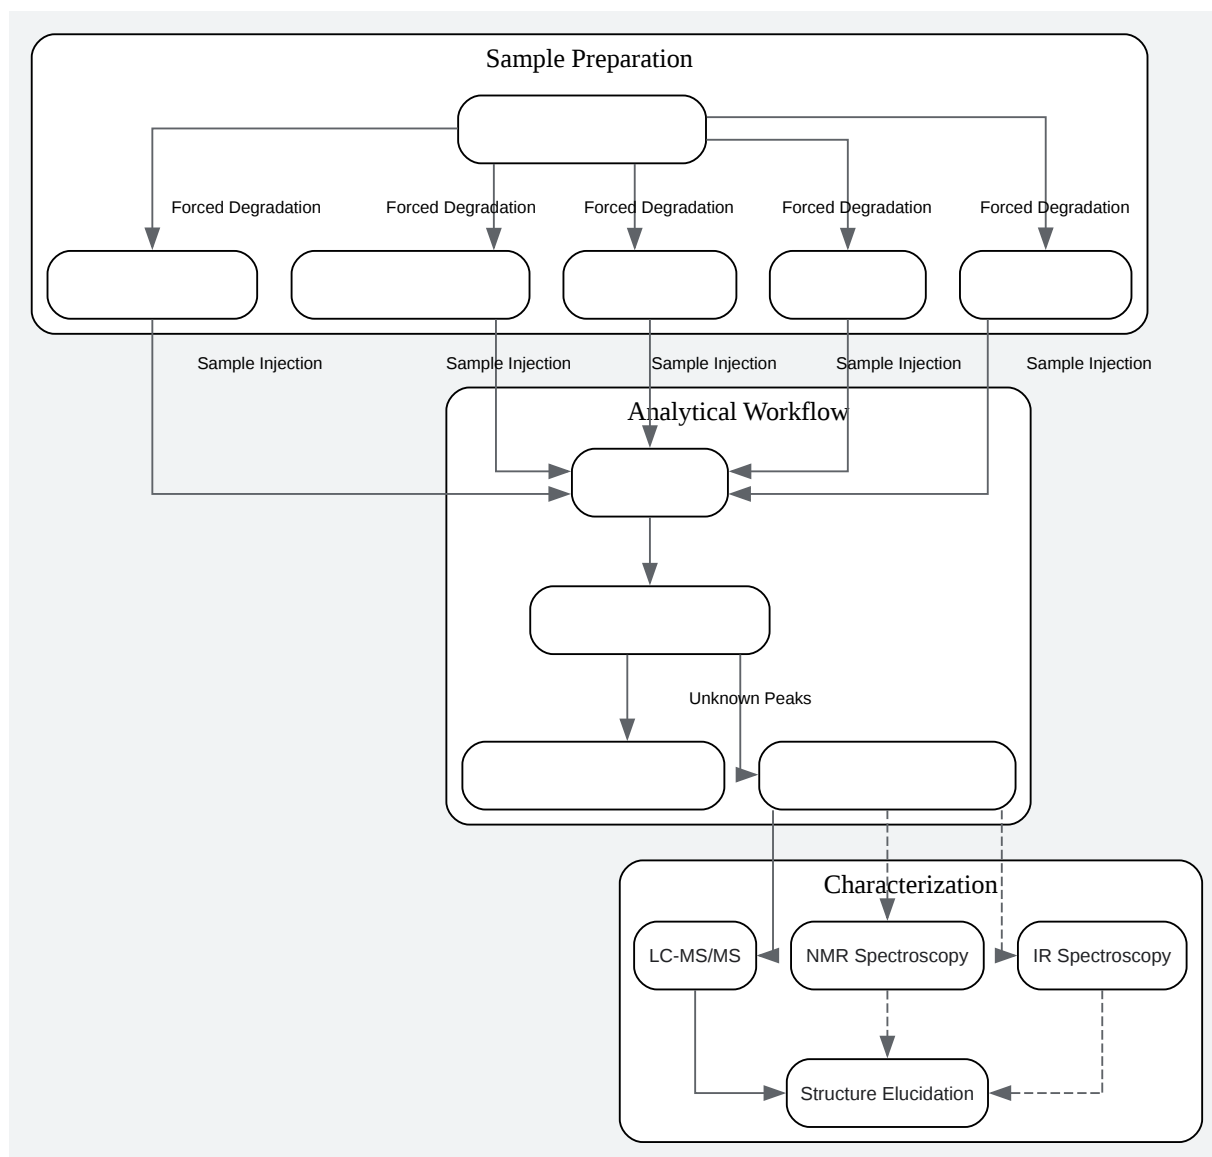 Sample Preparation
Forced Degradation
Forced Degradation
Forced Degradation
Forced Degradation
Forced Degradation
Sample Injection
Sample Injection
Sample Injection
Sample Injection
Sample Injection
Analytical Workflow
Unknown Peaks
Characterization
LC-MS/MS
NMR Spectroscopy
IR Spectroscopy
Structure Elucidation